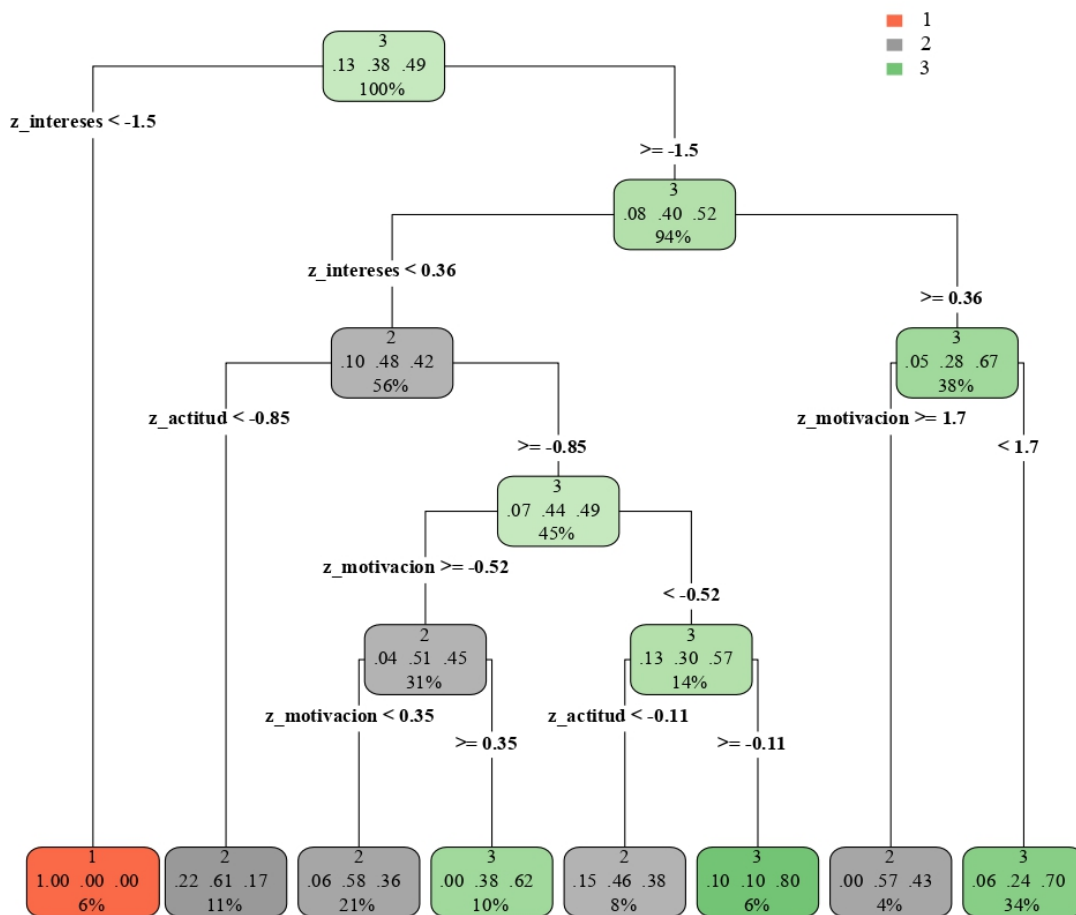 1
2
3
3
.13 .38 .49
100%
z_intereses < -1.5
>= -1.5
3
.08 .40 .52
94%
z_intereses < 0.36
>= 0.36
2
.10 .48 .42
56%
3
.05 .28 .67
38%
z_actitud < -0.85
>= -0.85
z_motivacion >= 1.7
< 1.7
3
.07 .44 .49
45%
z_motivacion >= -0.52
< -0.52
2
.04 .51 .45
31%
3
.13 .30 .57
14%
z_motivacion < 0.35
>= 0.35
z_actitud < -0.11
>= -0.11
1
1.00 .00 .00
6%
2
.22 .61 .17
11%
2
.06 .58 .36
21%
3
.00 .38 .62
10%
2
.15 .46 .38
8%
3
.10 .10 .80
6%
2
.00 .57 .43
4%
3
.06 .24 .70
34%